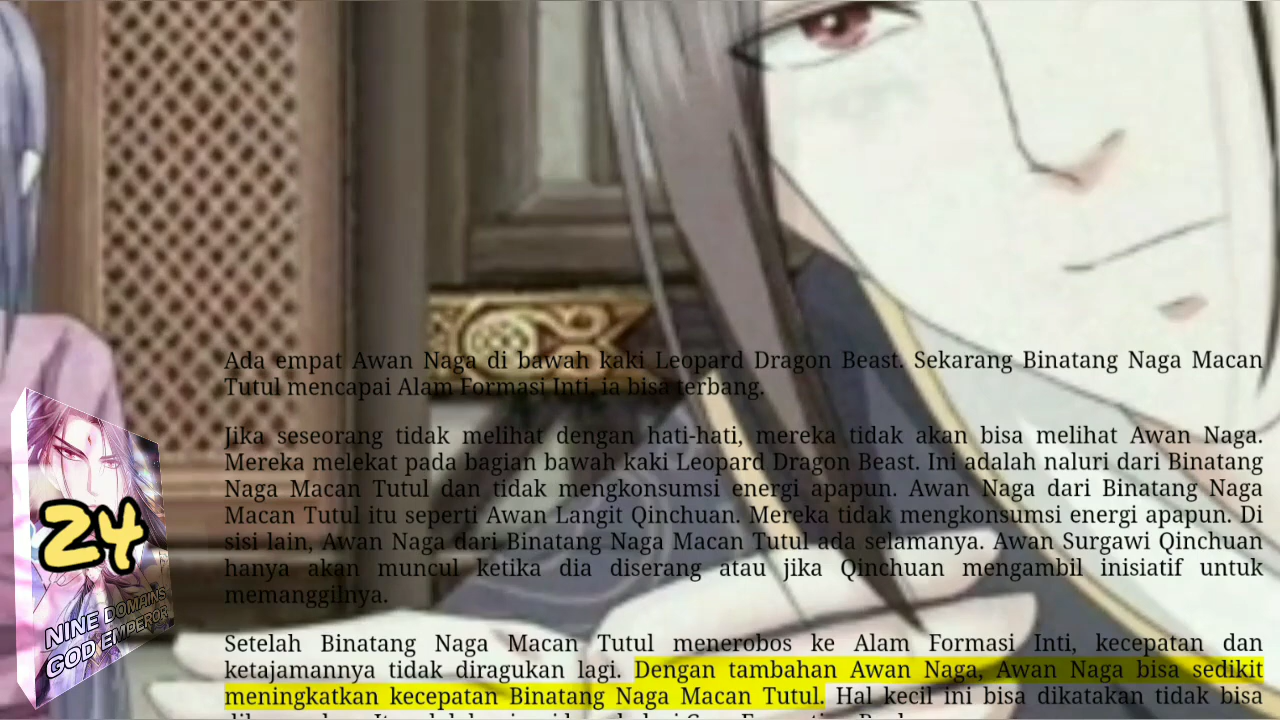 Ada empat Awan Naga di bawah kaki Leopard Dragon Beast. Sekarang Binatang Naga Macan
Tutul mencapai Alam Formasi Inti, ia bisa terbang.
Jika seseorang tidak melihat dengan hati-hati, mereka tidak akan bisa melihat Awan Naga.
Mereka melekat pada bagian bawah kaki Leopard Dragon Beast. Ini adalah naluri dari Binatang
Naga Macan Tutul dan tidak mengkonsumsi energi apapun. Awan Naga dari Binatang Naga
Macan Tutul itu seperti Awan Langit Qinchuan. Mereka tidak mengkonsumsi energi apapun. Di
sisi lain, Awan Naga dari Binatang Naga Macan Tutul ada selamanya. Awan Surgawi Qinchuan
hanya akan muncul ketika dia diserang atau jika Qinchuan mengambil inisiatif untuk
memanggilnya.
Setelah Binatang Naga Macan Tutul menerobos ke Alam Formasi Inti, kecepatan dan
ketajamannya tidak diragukan lagi. Dengan tambahan Awan Naga, Awan Naga bisa sedikit
meningkatkan kecepatan Binatang Naga Macan Tutul. Hal kecil ini bisa dikatakan tidak bisa
24
NINE DOMAINS
GOD EMPEROR